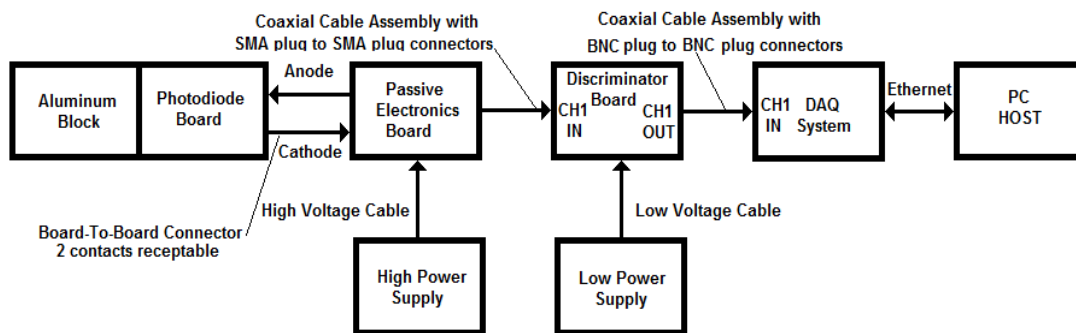 Coaxial Cable Assembly with
SMA plug to SMA plug connectors
Coaxial Cable Assembly with
BNC plug to BNC plug connectors
Aluminum
Block
Photodiode
Board
Anode
Cathode
Passive
Electronics
Board
Discriminator
Board
CH1
IN
CH1
OUT
CH1
IN
DAQ
System
Ethernet
PC
HOST
Board-To-Board Connector
2 contacts receptable
High Voltage Cable
Low Voltage Cable
High Power
Supply
Low Power
Supply